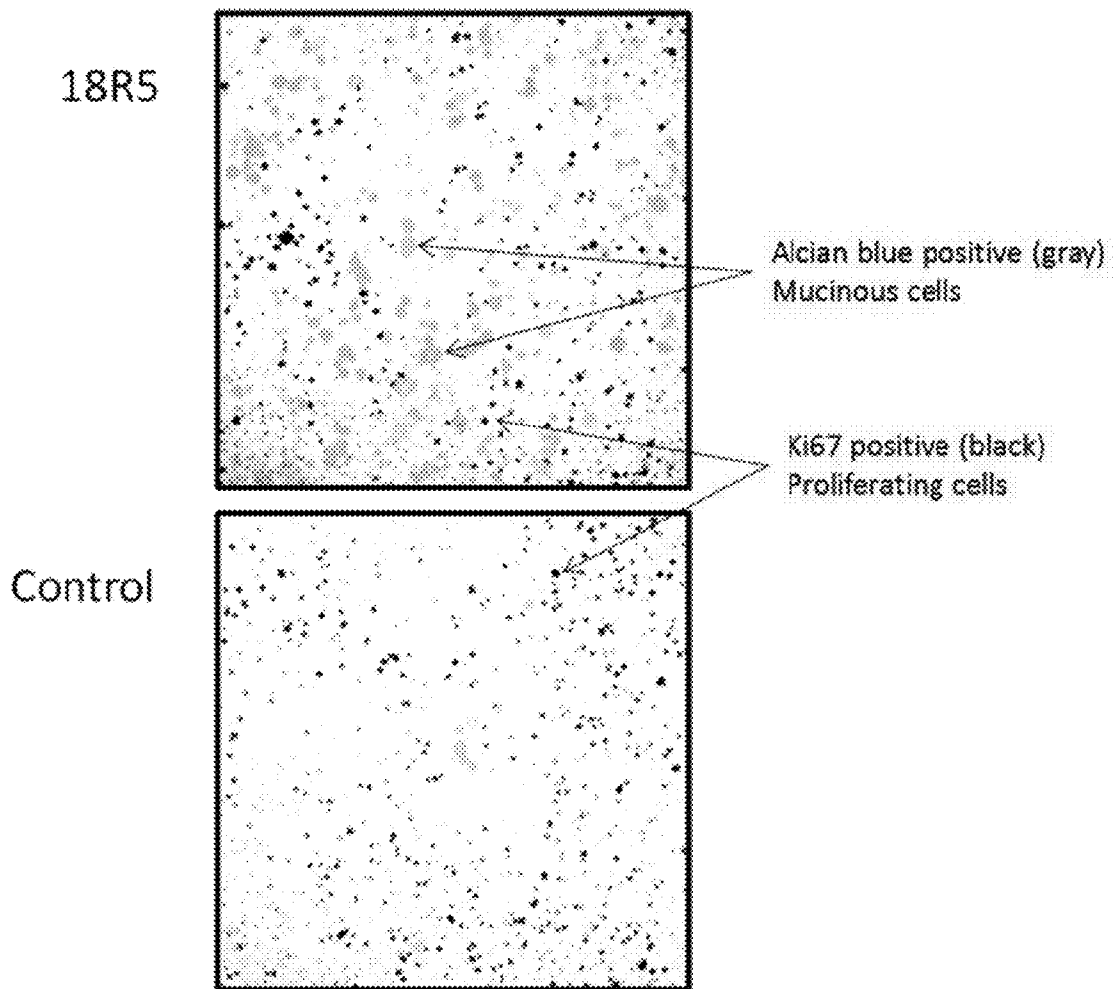 18R5
Alcian blue positive (gray)
Mucinous cells
Ki67 positive (black)
Proliferating cells
Control